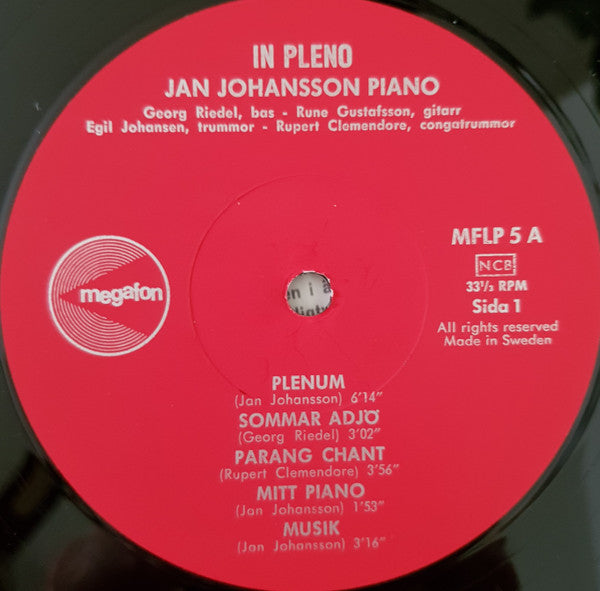 IN PLENO
JAN JOHANSSON PIANO
Georg Riedel, bas - Rune Gustafsson, gitarr
Egil Johansen, trummor - Rupert Clemendore, congatrummor
megafon
MFLP 5 A
NCB
33⅓ RPM
Sida 1
All rights reserved
Made in Sweden
en i a
PLENUM
(Jan Johansson) 6'14"
SOMMAR ADJÖ
(Georg Riedel) 3'02"
PARANG CHANT
(Rupert Clemendore) 3'56"
MITT PIANO
(Jan Johansson) 1'53"
MUSIK
(Jan Johansson) 3'16"